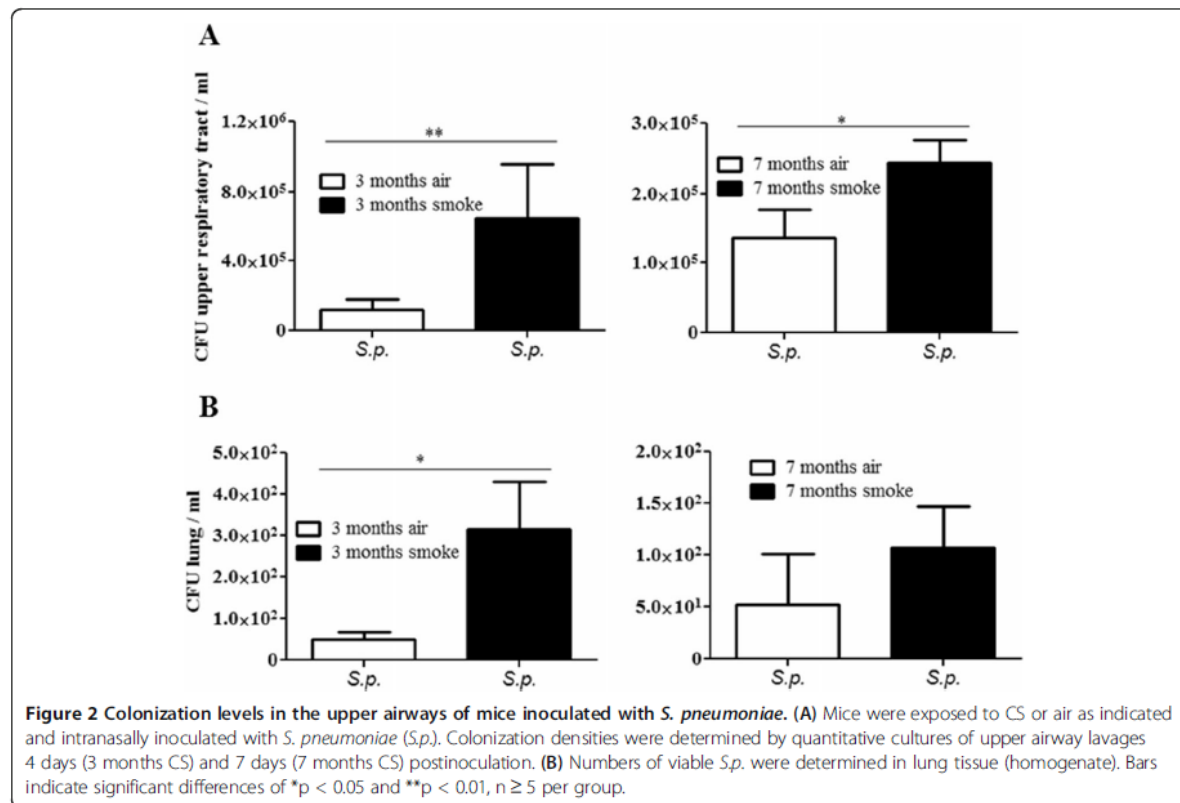 A
CFU upper respiratory tract / ml
1.2×10⁶
8.0×10⁵
4.0×10⁵
0
**
3 months air
3 months smoke
S.p.
S.p.
3.0×10⁵
2.0×10⁵
1.0×10⁵
0
*
7 months air
7 months smoke
S.p.
S.p.
B
CFU lung / ml
5.0×10²
4.0×10²
3.0×10²
2.0×10²
1.0×10²
0
*
3 months air
3 months smoke
S.p.
S.p.
2.0×10²
1.5×10²
1.0×10²
5.0×10¹
0
7 months air
7 months smoke
S.p.
S.p.
Figure 2 Colonization levels in the upper airways of mice inoculated with S. pneumoniae. (A) Mice were exposed to CS or air as indicated
and intranasally inoculated with S. pneumoniae (S.p.). Colonization densities were determined by quantitative cultures of upper airway lavages
4 days (3 months CS) and 7 days (7 months CS) postinoculation. (B) Numbers of viable S.p. were determined in lung tissue (homogenate). Bars
indicate significant differences of *p < 0.05 and **p < 0.01, n ≥ 5 per group.